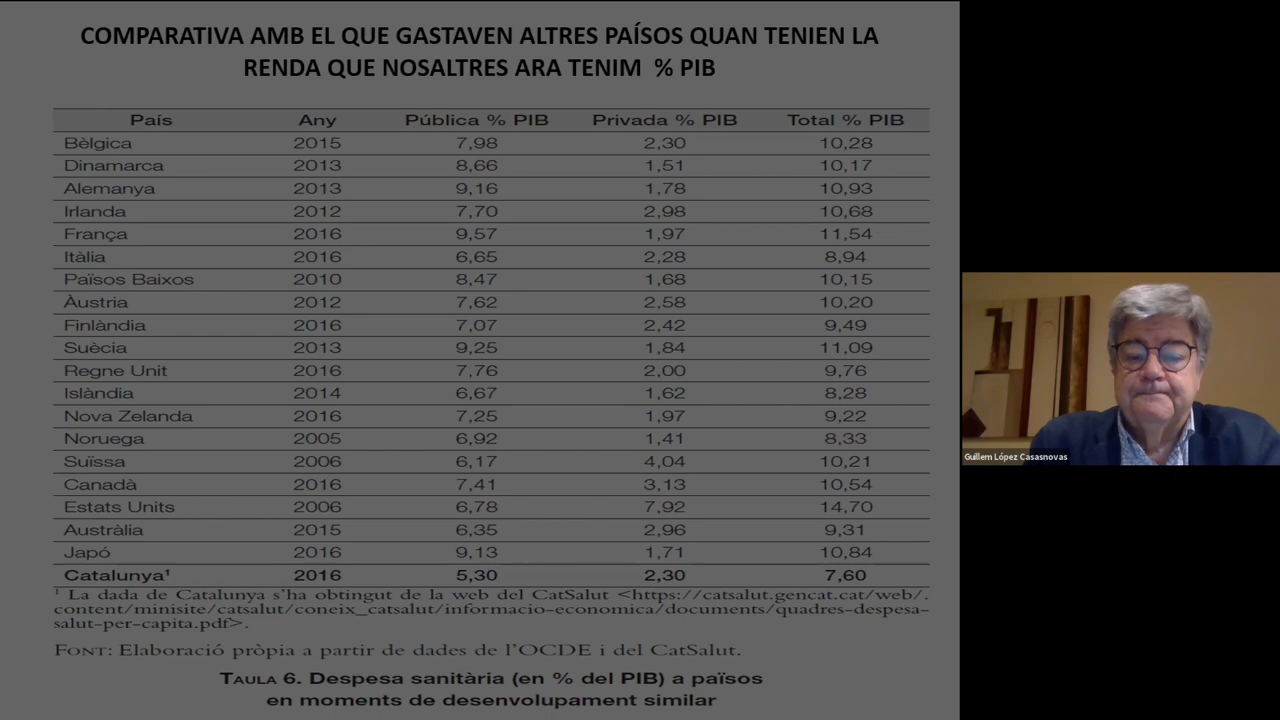 COMPARATIVA AMB EL QUE GASTAVEN ALTRES PAÍSOS QUAN TENIEN LA
RENDA QUE NOSALTRES ARA TENIM % PIB
País Any Pública % PIB Privada % PIB Total % PIB
Bèlgica 2015 7,98 2,30 10,28
Dinamarca 2013 8,66 1,51 10,17
Alemanya 2013 9,16 1,78 10,93
Irlanda 2012 7,70 2,98 10,68
França 2016 9,57 1,97 11,54
Itàlia 2016 6,65 2,28 8,94
Països Baixos 2010 8,47 1,68 10,15
Àustria 2012 7,62 2,58 10,20
Finlàndia 2016 7,07 2,42 9,49
Suècia 2013 9,25 1,84 11,09
Regne Unit 2016 7,76 2,00 9,76
Islàndia 2014 6,67 1,62 8,28
Nova Zelanda 2016 7,25 1,97 9,22
Noruega 2005 6,92 1,41 8,33
Suïssa 2006 6,17 4,04 10,21
Canadà 2016 7,41 3,13 10,54
Estats Units 2006 6,78 7,92 14,70
Austràlia 2015 6,35 2,96 9,31
Japó 2016 9,13 1,71 10,84
Catalunya¹ 2016 5,30 2,30 7,60
¹ La dada de Catalunya s'ha obtingut de la web del CatSalut <https://catsalut.gencat.cat/web/.
content/minisite/catsalut/coneix_catsalut/informacio-economica/documents/quadres-despesa-
salut-per-capita.pdf>.
FONT: Elaboració pròpia a partir de dades de l'OCDE i del CatSalut.
TAULA 6. Despesa sanitària (en % del PIB) a països
en moments de desenvolupament similar
Guillem López Casasnovas